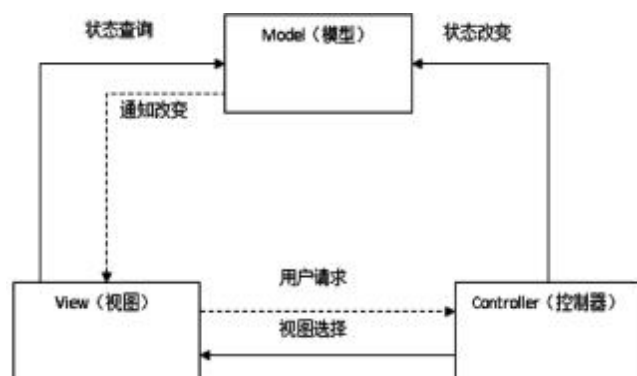 状态查询
Model（模型）
状态改变
通知改变
用户请求
View（视图）
Controller（控制器）
视图选择